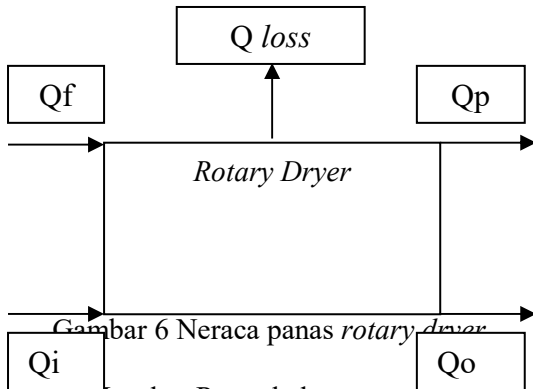 Q loss
Qf
Qp
Rotary Dryer
Gambar 6 Neraca panas rotary dryer
Qi
Qo